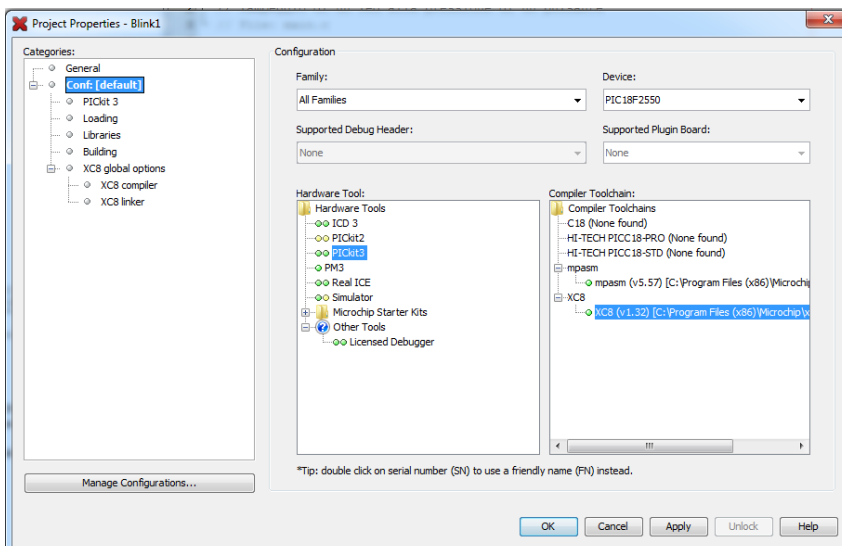 Project Properties - Blink1
Categories:
General
Conf: [default]
PICkit 3
Loading
Libraries
Building
XC8 global options
XC8 compiler
XC8 linker
Manage Configurations...
Configuration
Family:
Device:
All Families
PIC18F2550
Supported Debug Header:
Supported Plugin Board:
None
None
Hardware Tool:
Hardware Tools
ICD 3
PICkit2
PICkit3
PM3
Real ICE
Simulator
Microchip Starter Kits
Other Tools
Licensed Debugger
Compiler Toolchain:
Compiler Toolchains
C18 (None found)
HI-TECH PICC18-PRO (None found)
HI-TECH PICC18-STD (None found)
mpasm
mpasm (v5.57) [C:\Program Files (x86)\Microchi
XC8
XC8 (v1.32) [C:\Program Files (x86)\Microchip\x
*Tip: double click on serial number (SN) to use a friendly name (FN) instead.
OK
Cancel
Apply
Unlock
Help